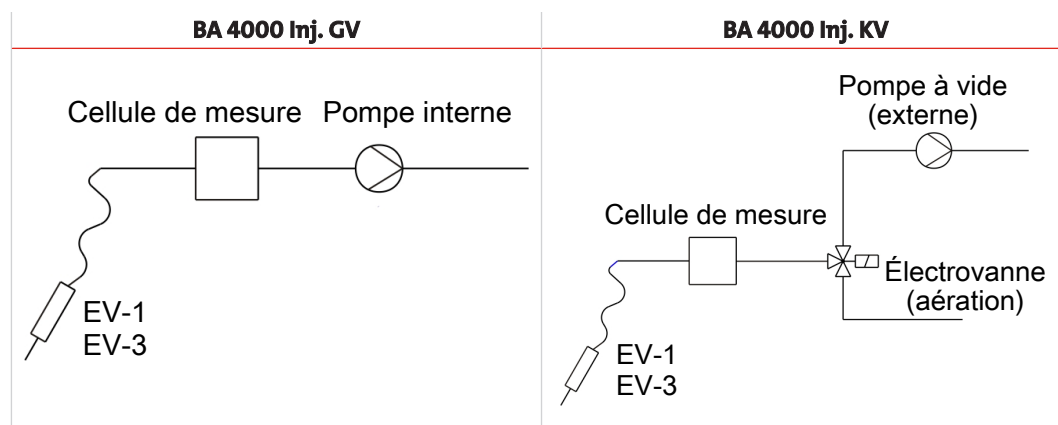 BA 4000 Inj. GV
Cellule de mesure
Pompe interne
EV-1
EV-3
BA 4000 Inj. KV
Pompe à vide
(externe)
Cellule de mesure
Électrovanne
(aération)
EV-1
EV-3